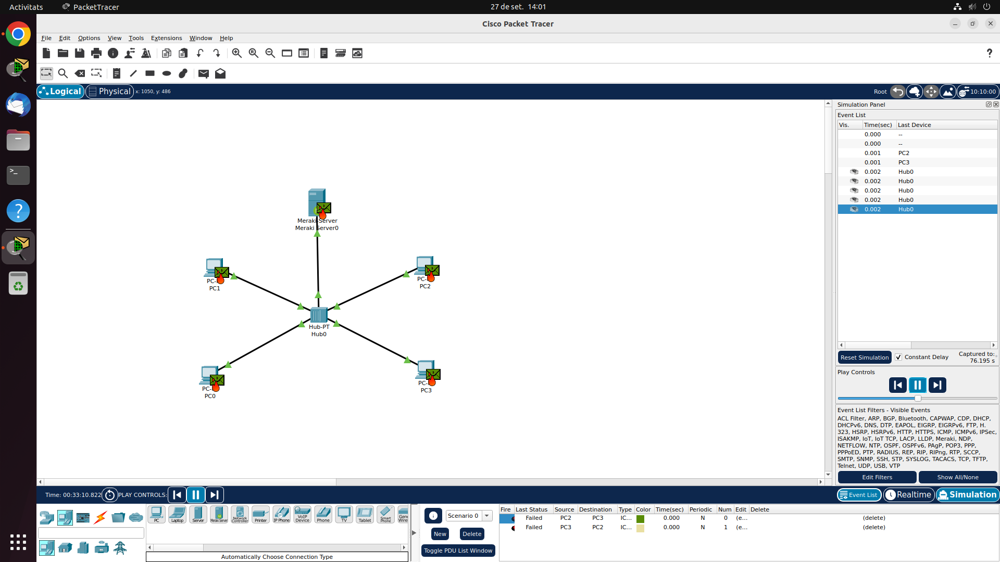 Activitats
PacketTracer
27 de set. 14:01
Cisco Packet Tracer
File Edit Options View Tools Extensions Window Help
Logical
Physical
x: 1050, y: 486
Root
10:10:00
Simulation Panel
Event List
Vis. Time(sec) Last Device
0.000 --
0.000 --
0.001 PC2
0.001 PC3
0.002 Hub0
0.002 Hub0
0.002 Hub0
0.002 Hub0
0.002 Hub0
Meraki-Server
Meraki Server0
PC1
PC2
Hub-PT
Hub0
PC0
PC3
Reset Simulation
Constant Delay
Captured to:
76.195 s
Play Controls
Event List Filters - Visible Events
ACL Filter, ARP, BGP, Bluetooth, CAPWAP, CDP, DHCP,
DHCPv6, DNS, DTP, EAPOL, EIGRP, EIGRPv6, FTP, H.
323, HSRP, HSRPv6, HTTP, HTTPS, ICMP, ICMPv6, IPSec,
ISAKMP, IoT, IoT TCP, LACP, LLDP, Meraki, NDP,
NETFLOW, NTP, OSPF, OSPFv6, PAgP, POP3, PPP,
PPPoED, PTP, RADIUS, REP, RIP, RIPng, RTP, SCCP,
SMTP, SNMP, SSH, STP, SYSLOG, TACACS, TCP, TFTP,
Telnet, UDP, USB, VTP
Edit Filters
Show All/None
Time: 00:33:10.822
PLAY CONTROLS:
Event List
Realtime
Simulation
PC
Laptop
Server
Meraki Server
Network Controller
Printer
IP Phone
VoIP Device
Phone
TV
Tablet
Smart Phone
Automatically Choose Connection Type
Scenario 0
New
Delete
Toggle PDU List Window
Fire Last Status Source Destination Type Color Time(sec) Periodic Num Edit Delete
Failed PC2 PC3 IC... 0.000 N 0 (e... (delete)
Failed PC3 PC2 IC... 0.000 N 1 (e... (delete)